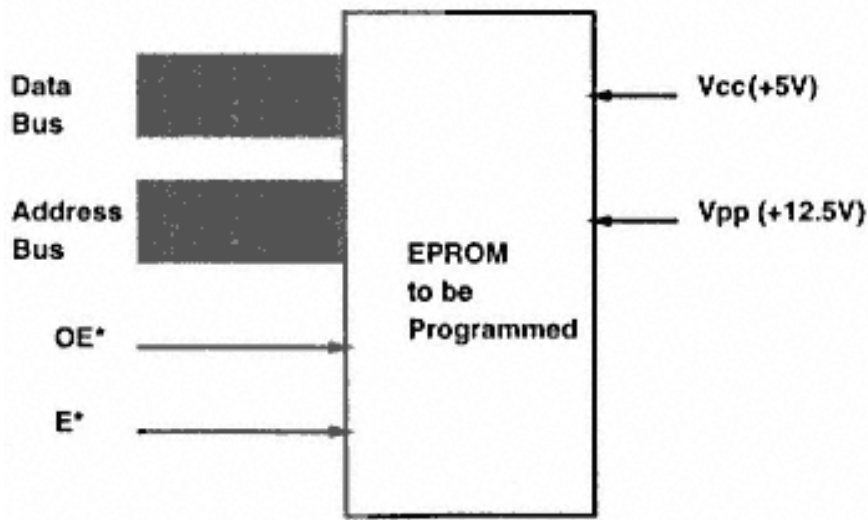 Data
Bus
Address
Bus
OE*
E*
EPROM
to be
Programmed
Vcc (+5V)
Vpp (+12.5V)